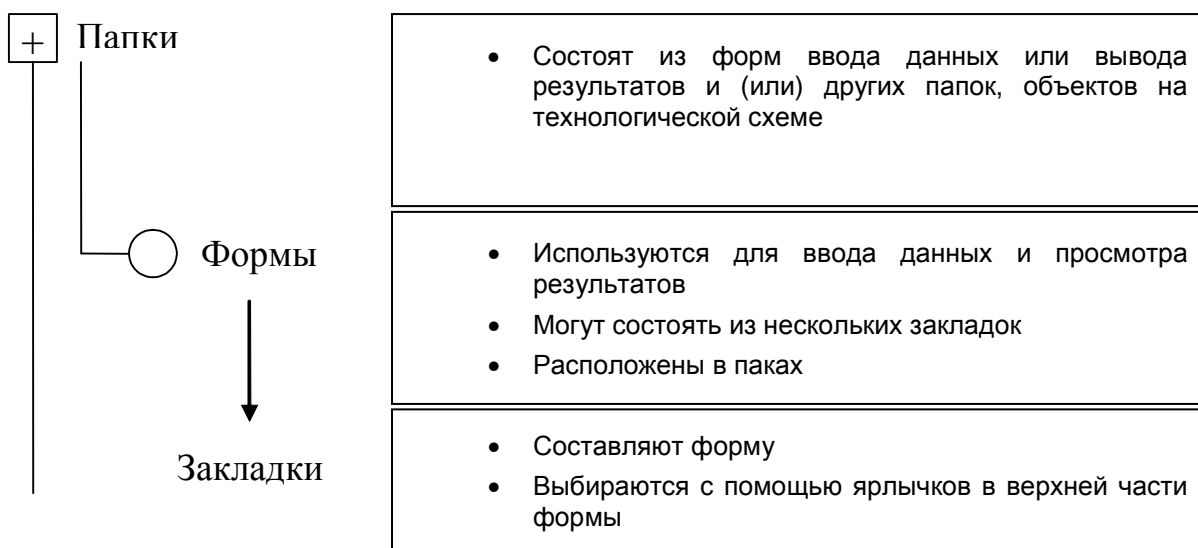 + Папки
• Состоят из форм ввода данных или вывода
результатов и (или) других папок, объектов на
технологической схеме
Формы
• Используются для ввода данных и просмотра
результатов
• Могут состоять из нескольких закладок
• Расположены в паках
Закладки
• Составляют форму
• Выбираются с помощью ярлычков в верхней части
формы